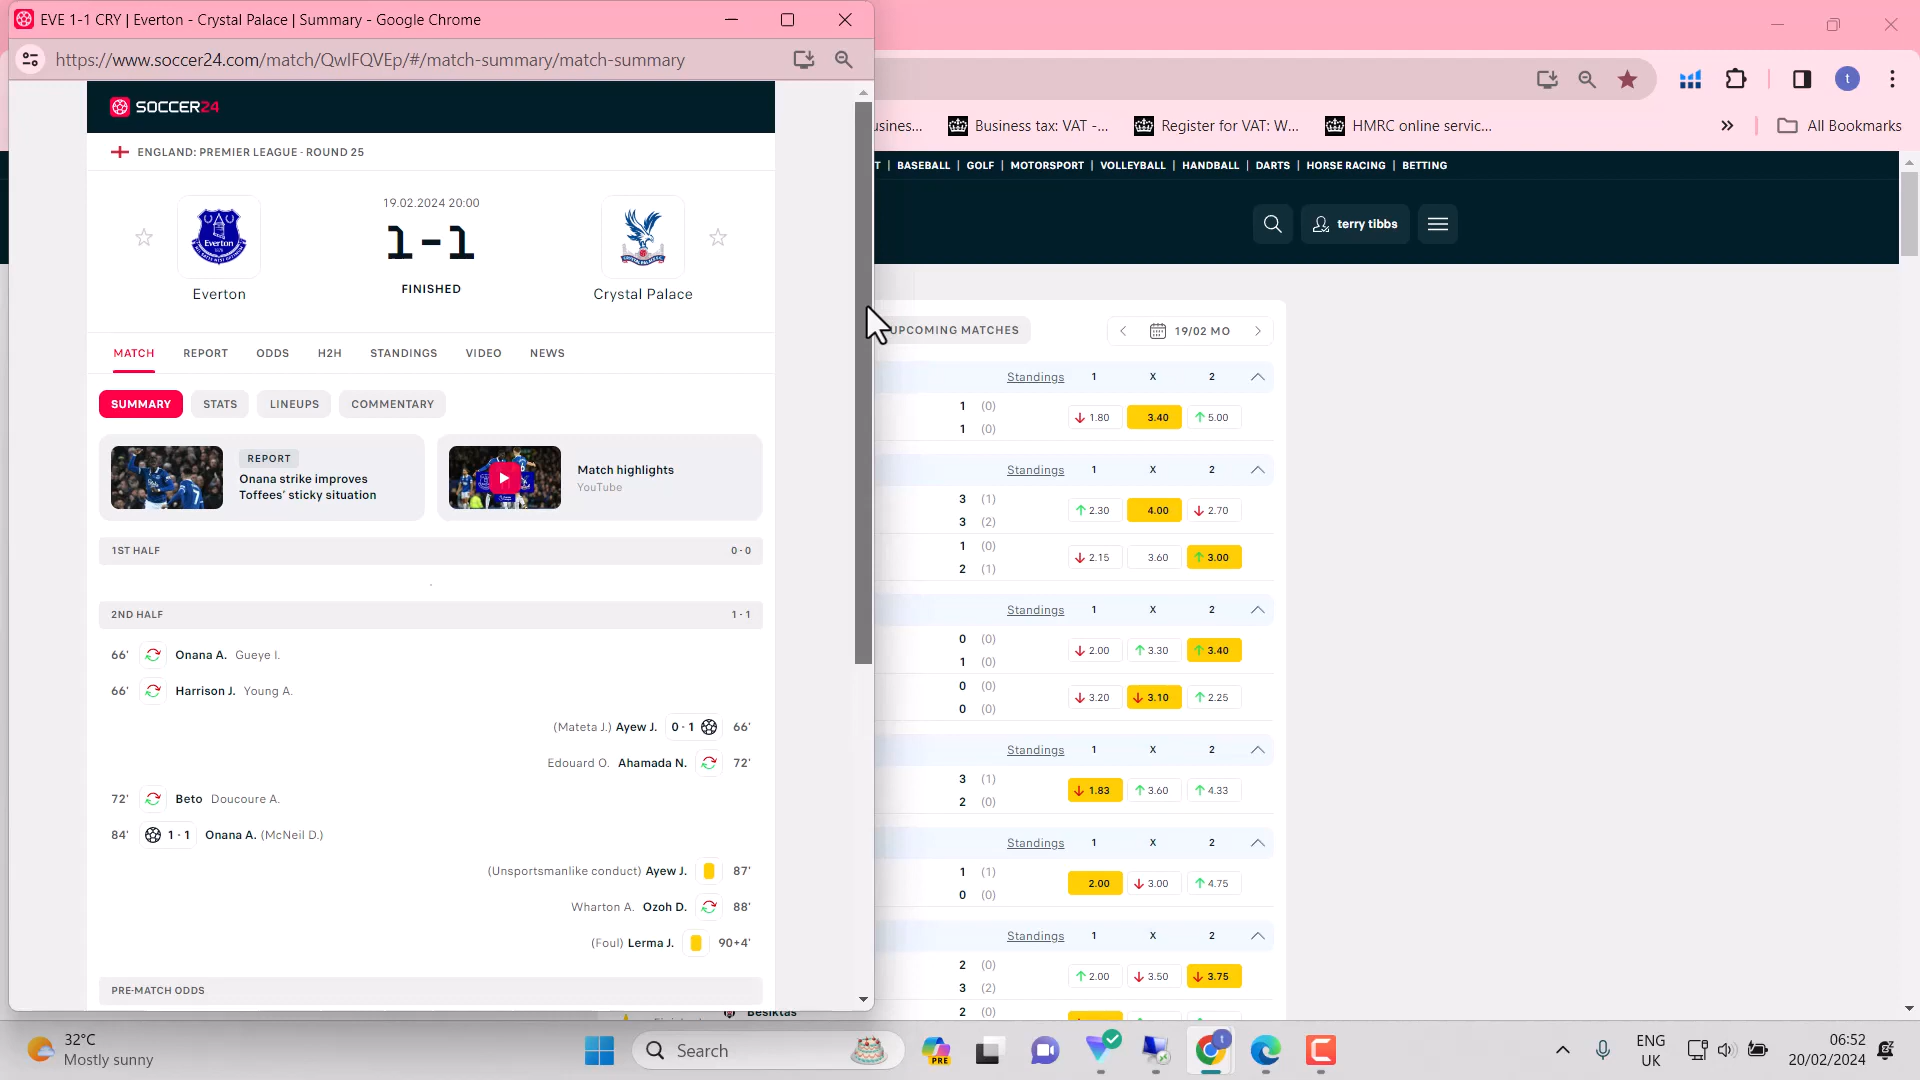 EVE 1-1 CRY | Everton - Crystal Palace | Summary - Google Chrome
https://www.soccer24.com/match/QwlFQVEp/#/match-summary/match-summary
Business tax: VAT -...
Register for VAT: W...
HMRC online servic...
All Bookmarks
BASEBALL | GOLF | MOTORSPORT | VOLLEYBALL | HANDBALL | DARTS | HORSE RACING | BETTING
terry tibbs
SOCCER24
ENGLAND: PREMIER LEAGUE - ROUND 25
19.02.2024 20:00
1-1
FINISHED
Everton
Crystal Palace
MATCH REPORT ODDS H2H STANDINGS VIDEO NEWS
SUMMARY STATS LINEUPS COMMENTARY
REPORT
Onana strike improves
Toffees' sticky situation
Match highlights
YouTube
1ST HALF 0 - 0
2ND HALF 1 - 1
66' Onana A. Gueye I.
66' Harrison J. Young A.
(Mateta J.) Ayew J. 0 - 1 66'
Edouard O. Ahamada N. 72'
72' Beto Doucoure A.
84' 1 - 1 Onana A. (McNeil D.)
(Unsportsmanlike conduct) Ayew J. 87'
Wharton A. Ozoh D. 88'
(Foul) Lerma J. 90+4'
PRE-MATCH ODDS
UPCOMING MATCHES
19/02 MO
Standings 1 X 2
1 (0) 1.80 3.40 5.00
1 (0)
Standings 1 X 2
3 (1) 2.30 4.00 2.70
3 (2)
1 (0) 2.15 3.60 3.00
2 (1)
Standings 1 X 2
0 (0) 2.00 3.30 3.40
1 (0)
0 (0) 3.20 3.10 2.25
0 (0)
Standings 1 X 2
3 (1) 1.83 3.60 4.33
2 (0)
Standings 1 X 2
1 (1) 2.00 3.00 4.75
0 (0)
Standings 1 X 2
2 (0) 2.00 3.50 3.75
3 (2)
2 (0)
Besiktas
32°C
Mostly sunny
Search
PRE
ENG
UK
06:52
20/02/2024